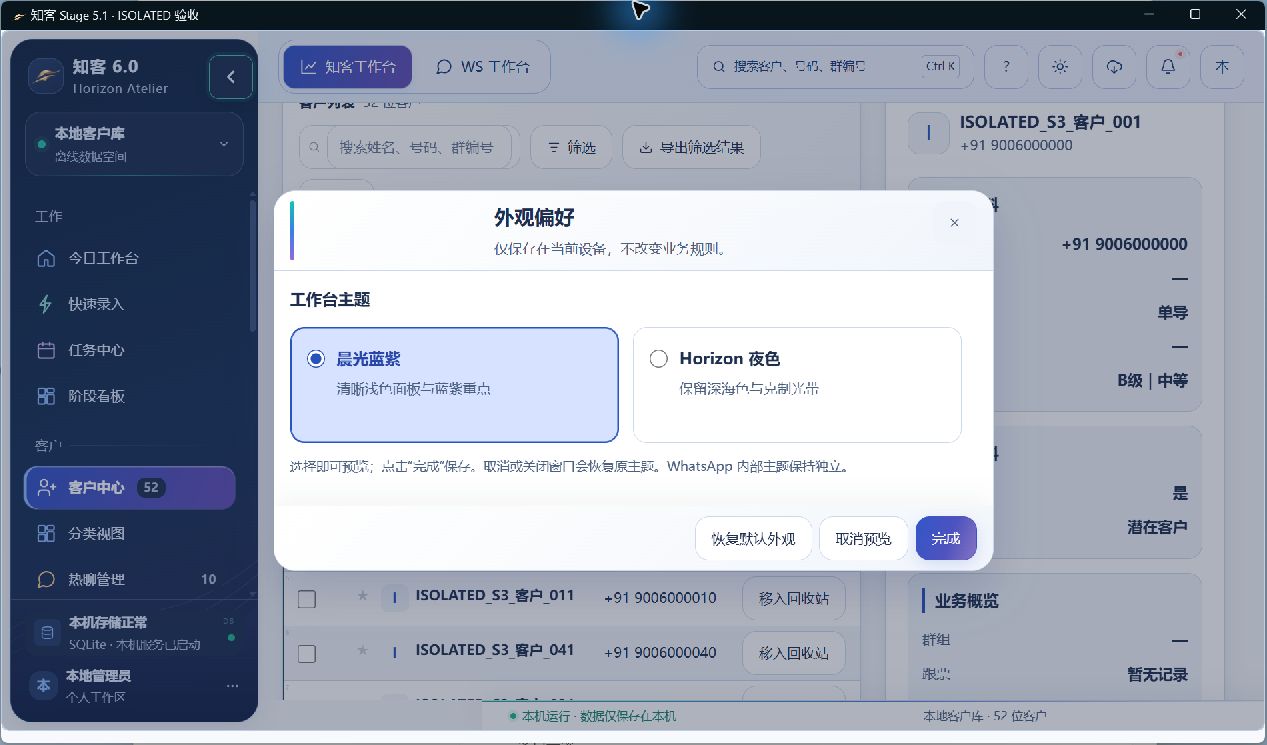 知客 Stage 5.1 · ISOLATED 验收
知客 6.0
Horizon Atelier
本地客户库
离线数据空间
工作
今日工作台
快速录入
任务中心
阶段看板
客户
客户中心 52
分类视图
热聊管理 10
本机存储正常 DB
SQLite · 本机服务已启动
本
本地管理员
个人工作区
知客工作台
WS 工作台
搜索客户、号码、群编号 Ctrl K
?
本
客户列表 52 位客户
搜索姓名、号码、群编号
筛选
导出筛选结果
外观偏好
仅保存在当前设备，不改变业务规则。
工作台主题
晨光蓝紫
清晰浅色面板与蓝紫重点
Horizon 夜色
保留深海色与克制光带
选择即可预览；点击“完成”保存。取消或关闭窗口会恢复原主题。WhatsApp 内部主题保持独立。
恢复默认外观
取消预览
完成
I ISOLATED_S3_客户_011 +91 9006000010 移入回收站
I ISOLATED_S3_客户_041 +91 9006000040 移入回收站
I
ISOLATED_S3_客户_001
+91 9006000000
料
+91 9006000000
—
单导
—
B级 | 中等
料
是
潜在客户
业务概览
群组 —
跟票 暂无记录
本机运行 · 数据仅保存在本机
本地客户库 · 52 位客户